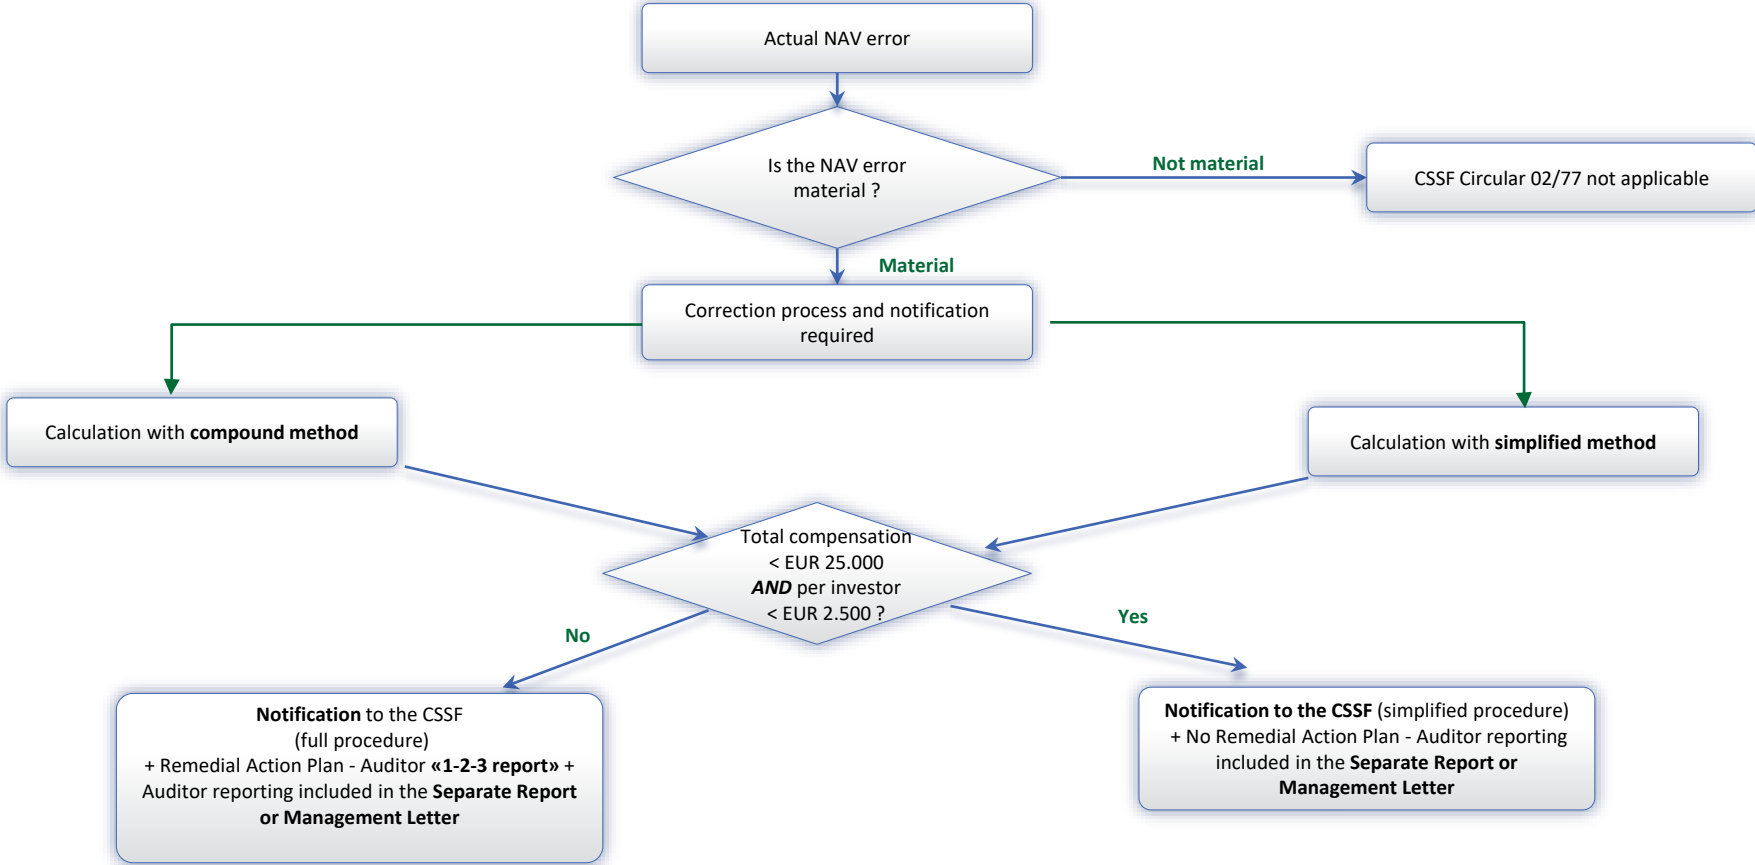 Actual NAV error
Is the NAV error
material ?
Not material
CSSF Circular 02/77 not applicable
Material
Correction process and notification
required
Calculation with compound method
Calculation with simplified method
Total compensation
< EUR 25.000
AND per investor
< EUR 2.500 ?
No
Yes
Notification to the CSSF
(full procedure)
+ Remedial Action Plan - Auditor «1-2-3 report» +
Auditor reporting included in the Separate Report
or Management Letter
Notification to the CSSF (simplified procedure)
+ No Remedial Action Plan - Auditor reporting
included in the Separate Report or
Management Letter